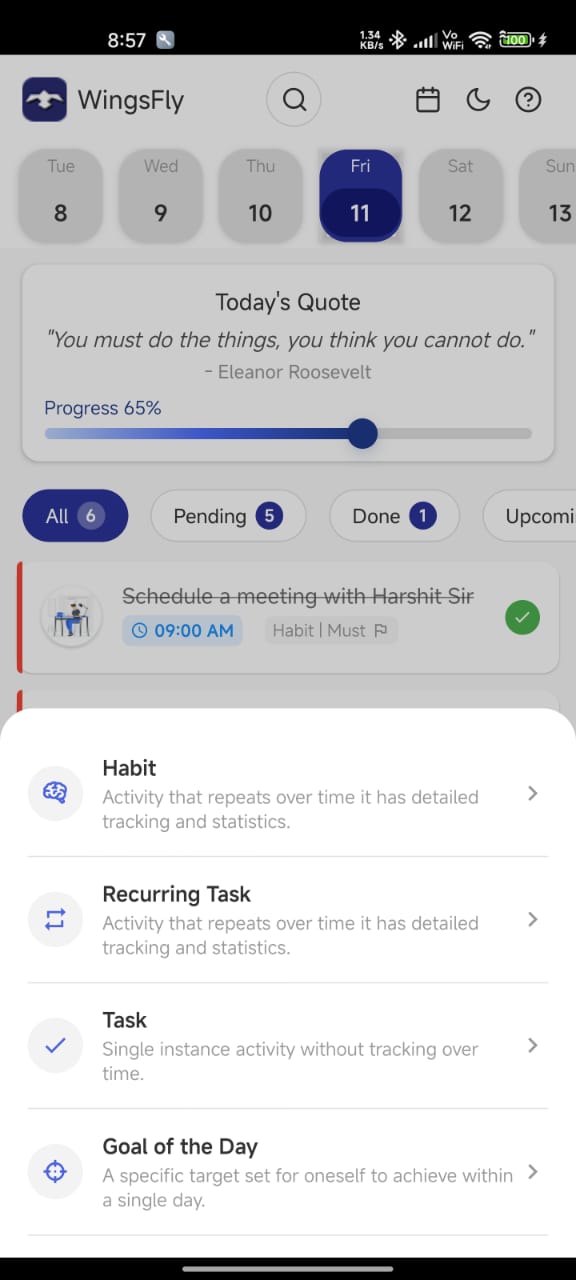 8:57
1.34
KB/s
Vo
WiFi
100
WingsFly
Tue
Wed
Thu
Fri
Sat
Sun
8
9
10
11
12
13
Today's Quote
"You must do the things, you think you cannot do."
- Eleanor Roosevelt
Progress 65%
All 6
Pending 5
Done 1
Upcomi
Schedule a meeting with Harshit Sir
09:00 AM
Habit | Must
Habit
Activity that repeats over time it has detailed
tracking and statistics.
Recurring Task
Activity that repeats over time it has detailed
tracking and statistics.
Task
Single instance activity without tracking over
time.
Goal of the Day
A specific target set for oneself to achieve within
a single day.